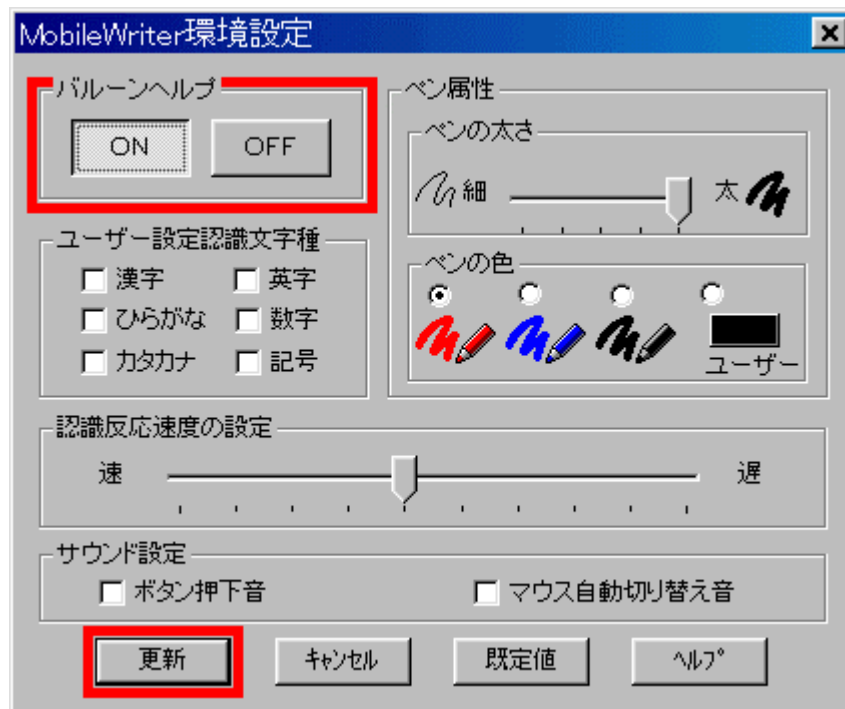 MobileWriter環境設定
バルーンヘルプ
ON OFF
ユーザー設定認識文字種
漢字 英字
ひらがな 数字
カタカナ 記号
ペン属性
ペンの太さ
細 太
ペンの色
ユーザー
認識反応速度の設定
速 遅
サウンド設定
ボタン押下音 マウス自動切り替え音
更新 ｷｬﾝｾﾙ 既定値 ﾍﾙﾌﾟ